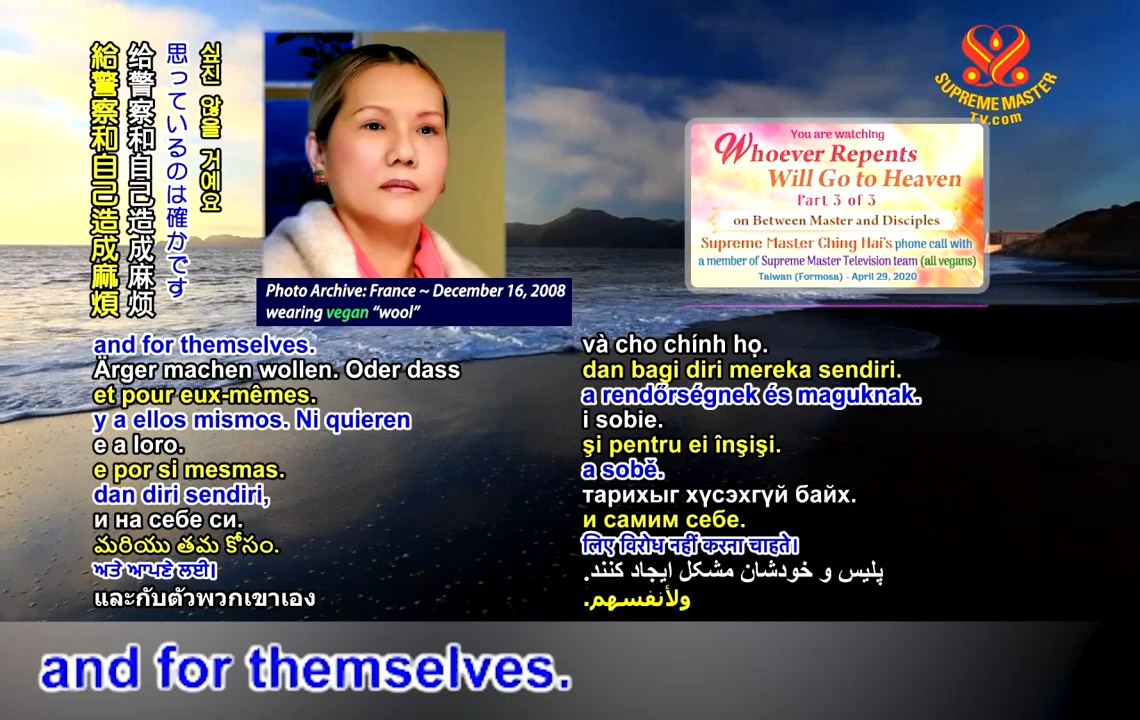 給警察和自己造成麻煩
给警察和自己造成麻烦
思っているのは確かです
싶진 않을 거예요
SUPREME MASTER
TV.com
You are watching
Whoever Repents
Will Go to Heaven
Part 3 of 3
on Between Master and Disciples
Supreme Master Ching Hai's phone call with
a member of Supreme Master Television team (all vegans)
Taiwan (Formosa) - April 29, 2020
Photo Archive: France ~ December 16, 2008
wearing vegan “wool”
and for themselves.
Ärger machen wollen. Oder dass
et pour eux-mêmes.
y a ellos mismos. Ni quieren
e a loro.
e por si mesmas.
dan diri sendiri,
и на себе си.
మరియు తమ కోసం.
ਅਤੇ ਆਪਣੇ ਲਈ।
และกับตัวพวกเขาเอง
và cho chính họ.
dan bagi diri mereka sendiri.
a rendőrségnek és maguknak.
i sobie.
și pentru ei înșiși.
a sobě.
тарихыг хүсэхгүй байх.
и самим себе.
लिए विरोध नहीं करना चाहते।
پلیس و خودشان مشکل ایجاد کنند.
ولأنفسهم.
and for themselves.